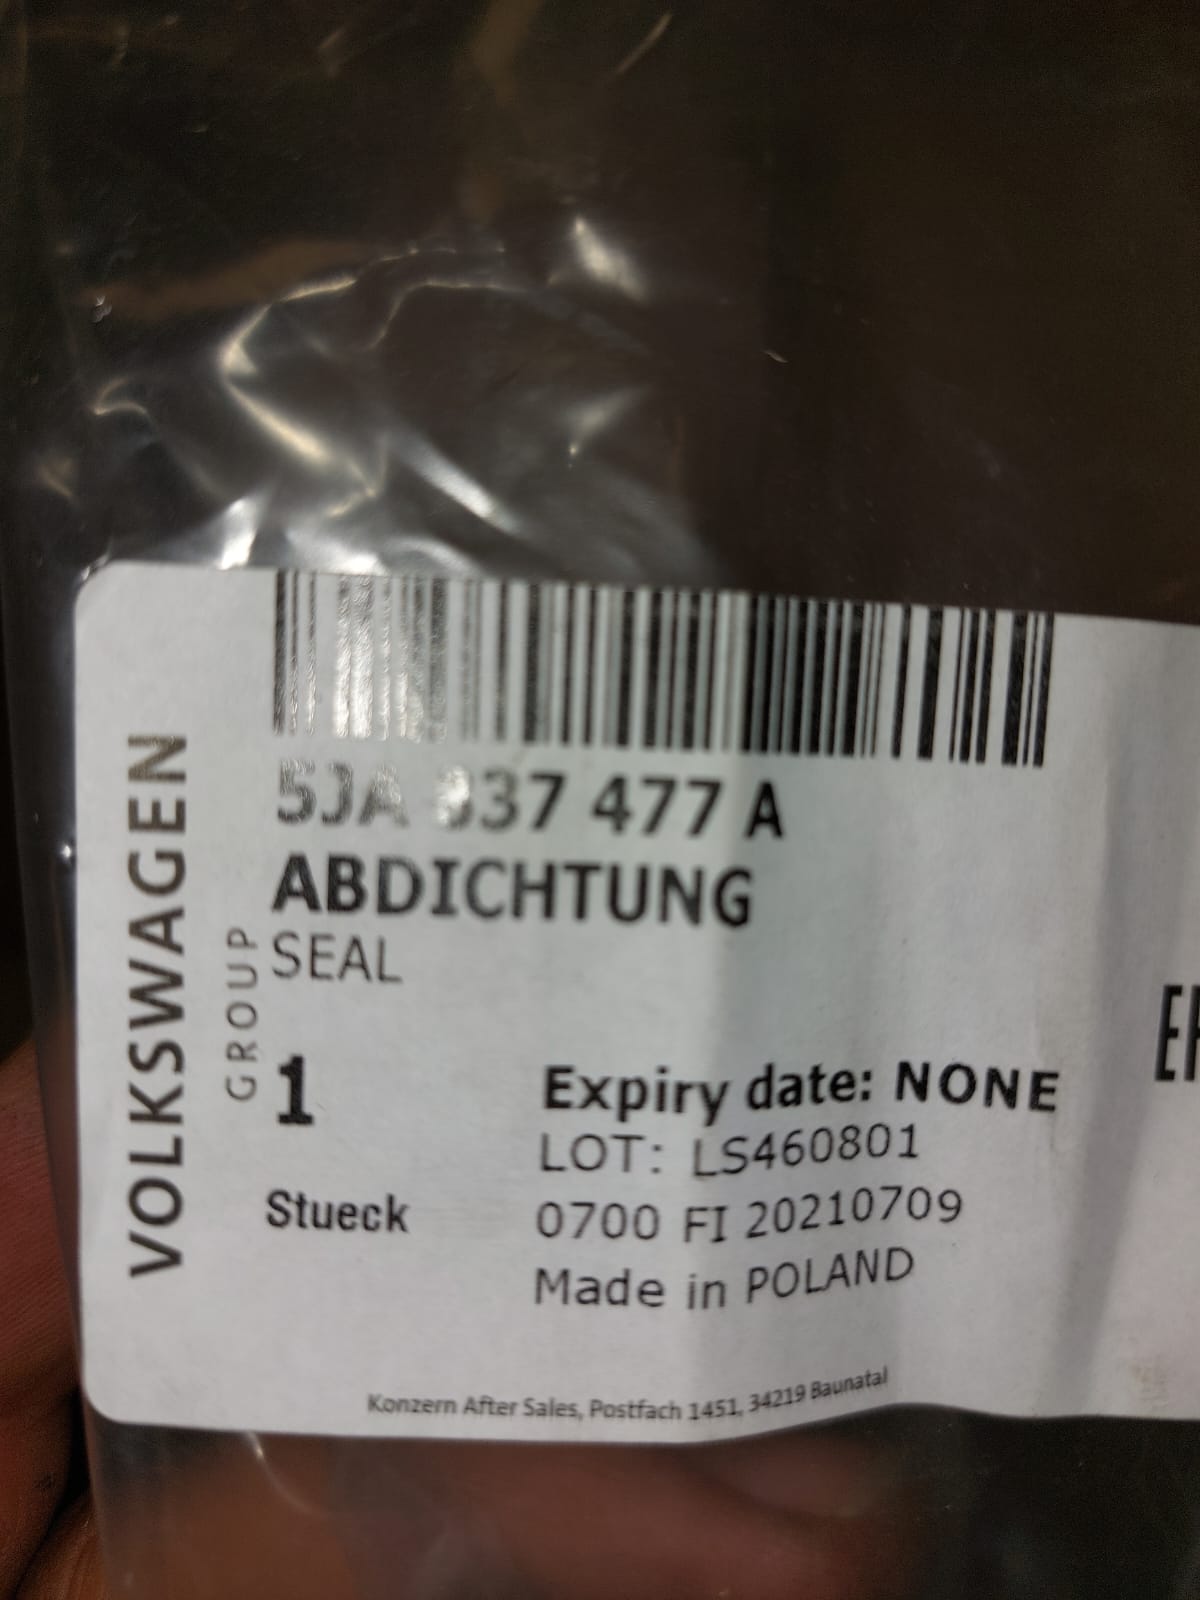 5JA 837 477 A
ABDICHTUNG
SEAL
VOLKSWAGEN
GROUP
1
Stueck
Expiry date: NONE
LOT: LS460801
0700 FI 20210709
Made in POLAND
Konzern After Sales, Postfach 1451, 34219 Baunatal